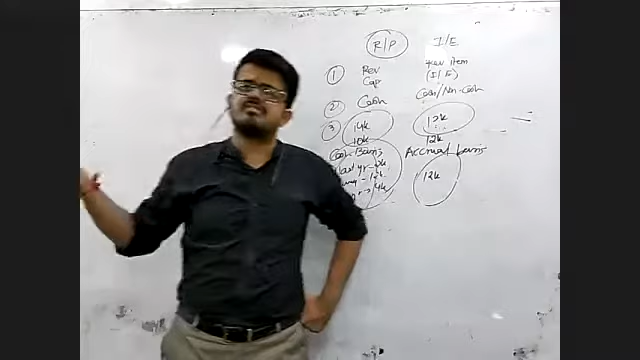 R/P I/E
① Rev Rev item
Cap (I/E)
② Cash Cash/Non-Cash
③ 14k 12k
10k 12k
Cash Basis Accrual basis
12k